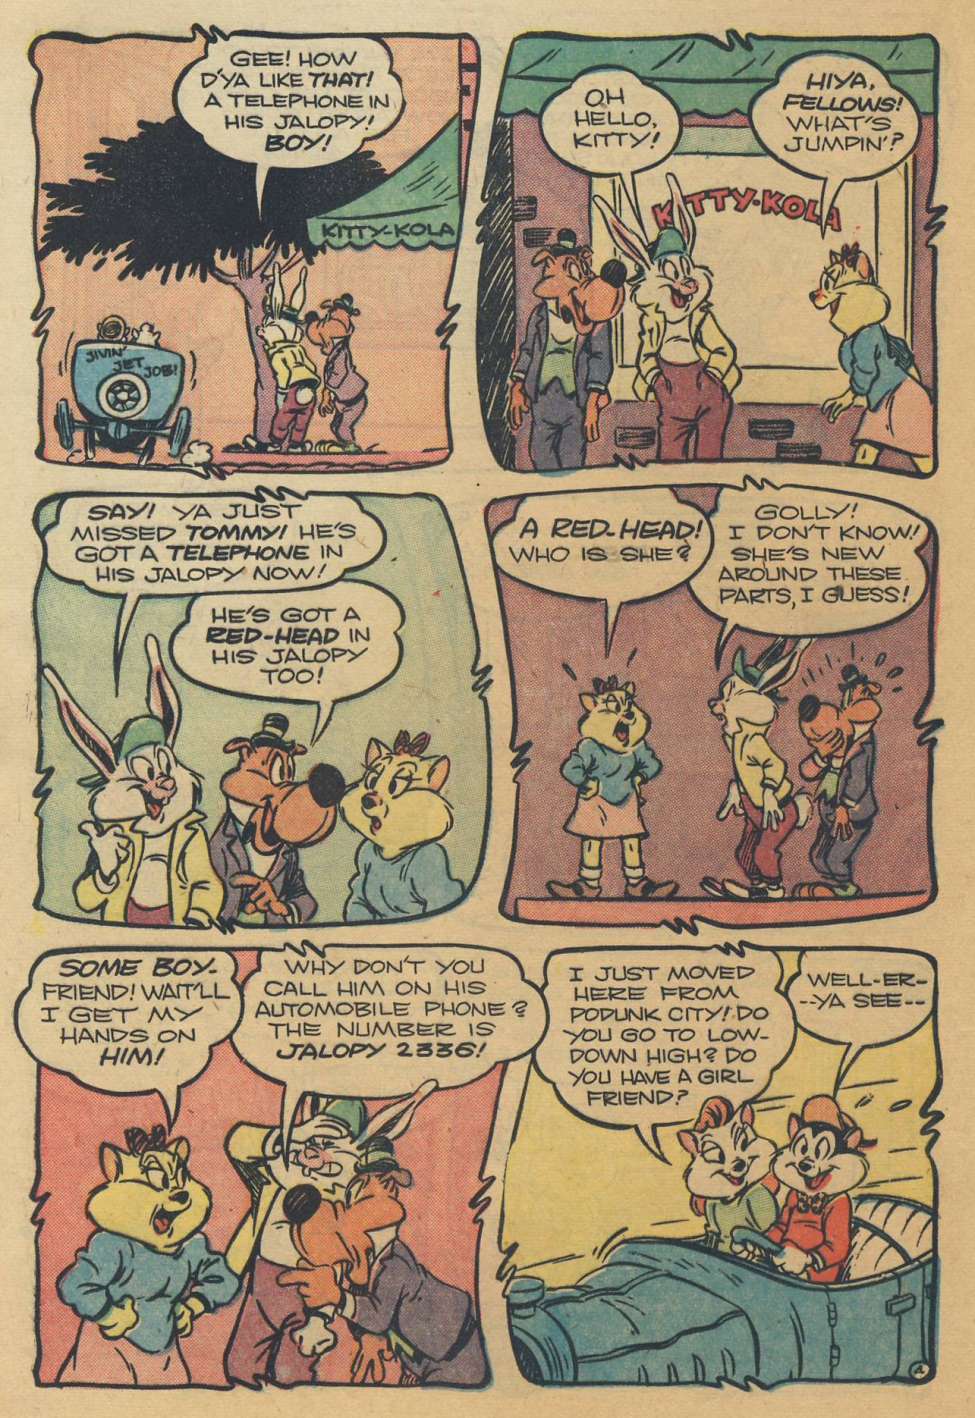 GEE! HOW
D'YA LIKE THAT!
A TELEPHONE IN
HIS JALOPY!
BOY!
KITTY-KOLA
JIVIN'
JET
JOB!
OH
HELLO,
KITTY!
HIYA,
FELLOWS!
WHAT'S
JUMPIN'?
KITTY-KOLA
SAY! YA JUST
MISSED TOMMY! HE'S
GOT A TELEPHONE IN
HIS JALOPY NOW!
HE'S GOT A
RED-HEAD IN
HIS JALOPY
TOO!
A RED-HEAD!
WHO IS SHE?
GOLLY!
I DON'T KNOW!
SHE'S NEW
AROUND THESE
PARTS, I GUESS!
SOME BOY-
FRIEND! WAIT'LL
I GET MY
HANDS ON
HIM!
WHY DON'T YOU
CALL HIM ON HIS
AUTOMOBILE PHONE?
THE NUMBER IS
JALOPY 2336!
I JUST MOVED
HERE FROM
PODUNK CITY! DO
YOU GO TO LOW-
DOWN HIGH? DO
YOU HAVE A GIRL
FRIEND?
WELL-ER-
--YA SEE--